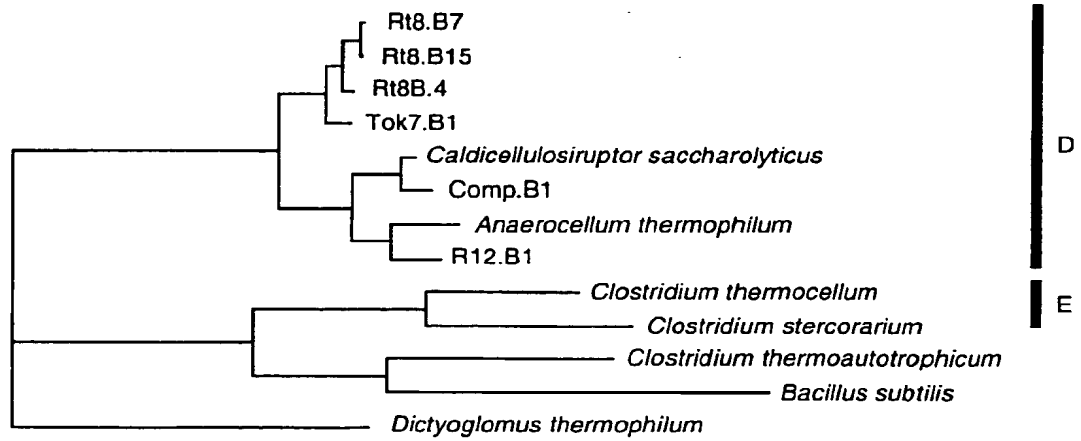 Rt8.B7
Rt8.B15
Rt8B.4
Tok7.B1
D
Caldicellulosiruptor saccharolyticus
Comp.B1
Anaerocellum thermophilum
R12.B1
Clostridium thermocellum
E
Clostridium stercorarium
Clostridium thermoautotrophicum
Bacillus subtilis
Dictyoglomus thermophilum